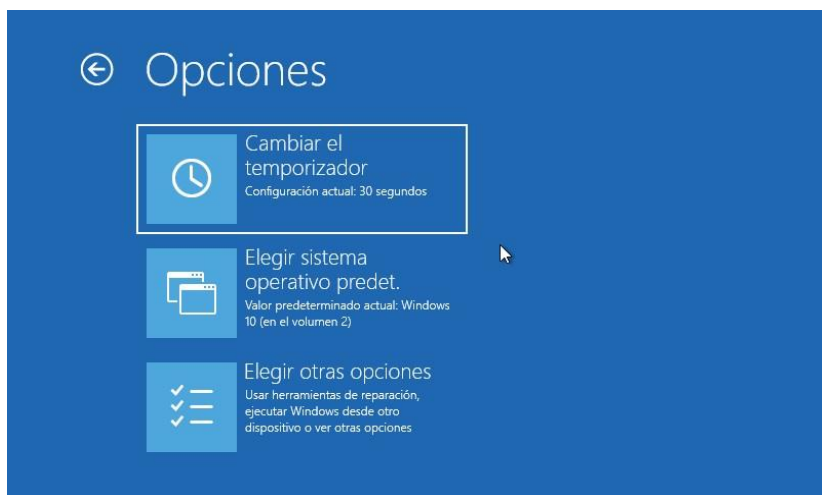 Opciones
Cambiar el
temporizador
Configuración actual: 30 segundos
Elegir sistema
operativo predet.
Valor predeterminado actual: Windows
10 (en el volumen 2)
Elegir otras opciones
Usar herramientas de reparación,
ejecutar Windows desde otro
dispositivo o ver otras opciones